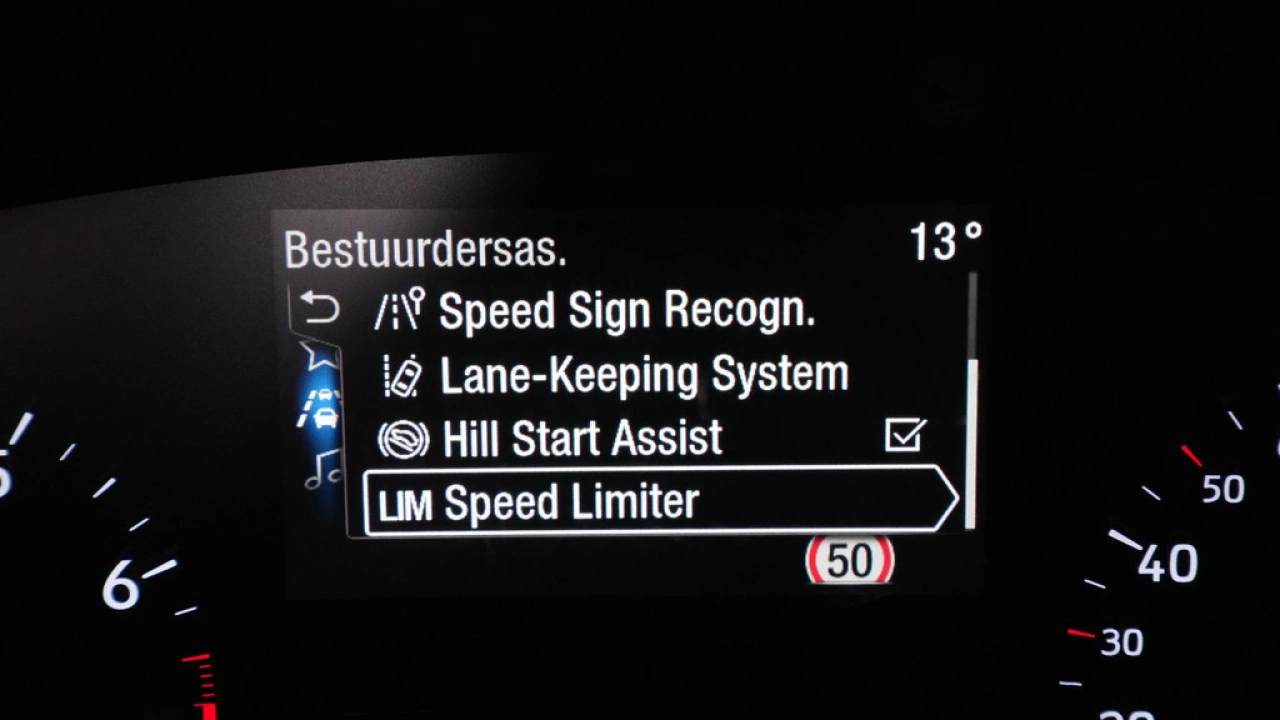 Bestuurdersas. 13°
Speed Sign Recogn.
Lane-Keeping System
Hill Start Assist
LIM Speed Limiter
50
6
50
40
30